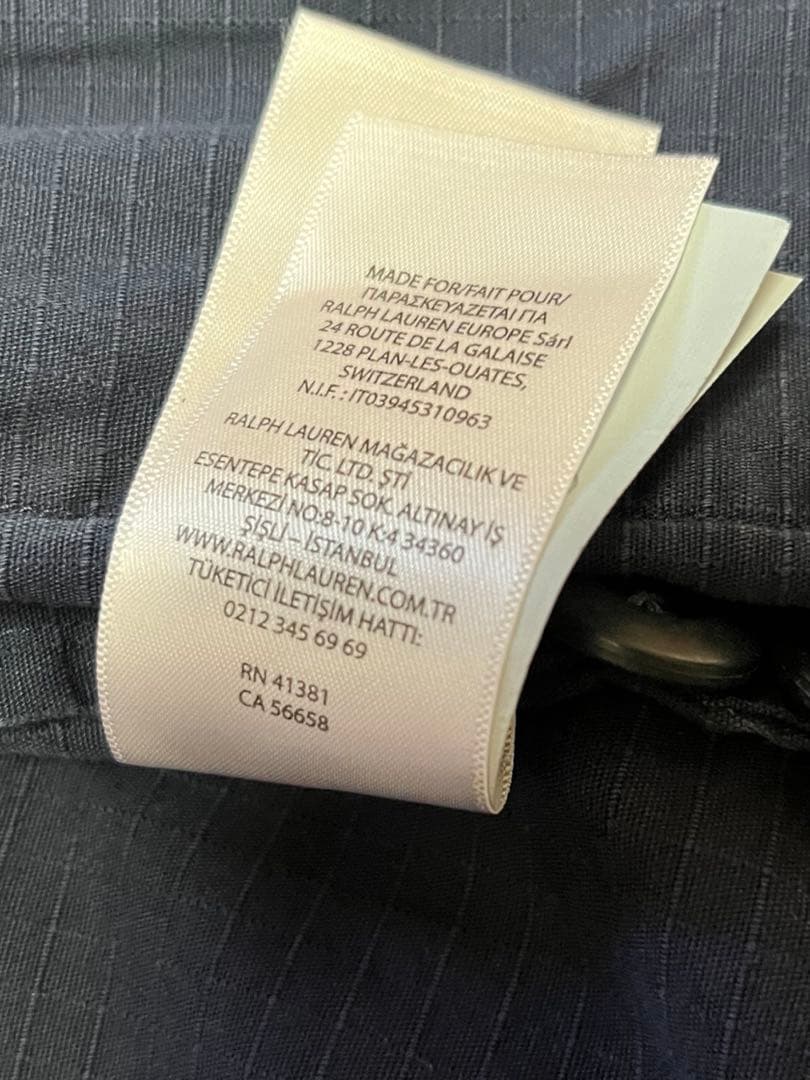 MADE FOR/FAIT POUR/
ΠΑΡΑΣΚΕΥΑΖΕΤΑΙ ΓΙΑ
RALPH LAUREN EUROPE Sárl
24 ROUTE DE LA GALAISE
1228 PLAN-LES-OUATES,
SWITZERLAND
N.I.F. : IT03945310963
RALPH LAUREN MAĞAZACILIK VE
TİC. LTD. ŞTİ
ESENTEPE KASAP SOK. ALTINAY İŞ
MERKEZİ NO:8-10 K:4 34360
ŞİŞLİ – İSTANBUL
WWW.RALPHLAUREN.COM.TR
TÜKETİCİ İLETİŞİM HATTI:
0212 345 69 69
RN 41381
CA 56658